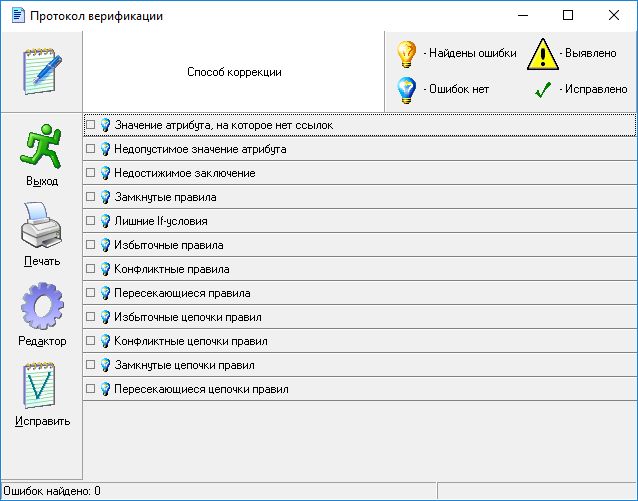 Протокол верификации
Способ коррекции
- Найдены ошибки
- Выявлено
- Ошибок нет
- Исправлено
Выход
Печать
Редактор
Исправить
Значение атрибута, на которое нет ссылок
Недопустимое значение атрибута
Недостижимое заключение
Замкнутые правила
Лишние If-условия
Избыточные правила
Конфликтные правила
Пересекающиеся правила
Избыточные цепочки правил
Конфликтные цепочки правил
Замкнутые цепочки правил
Пересекающиеся цепочки правил
Ошибок найдено: 0